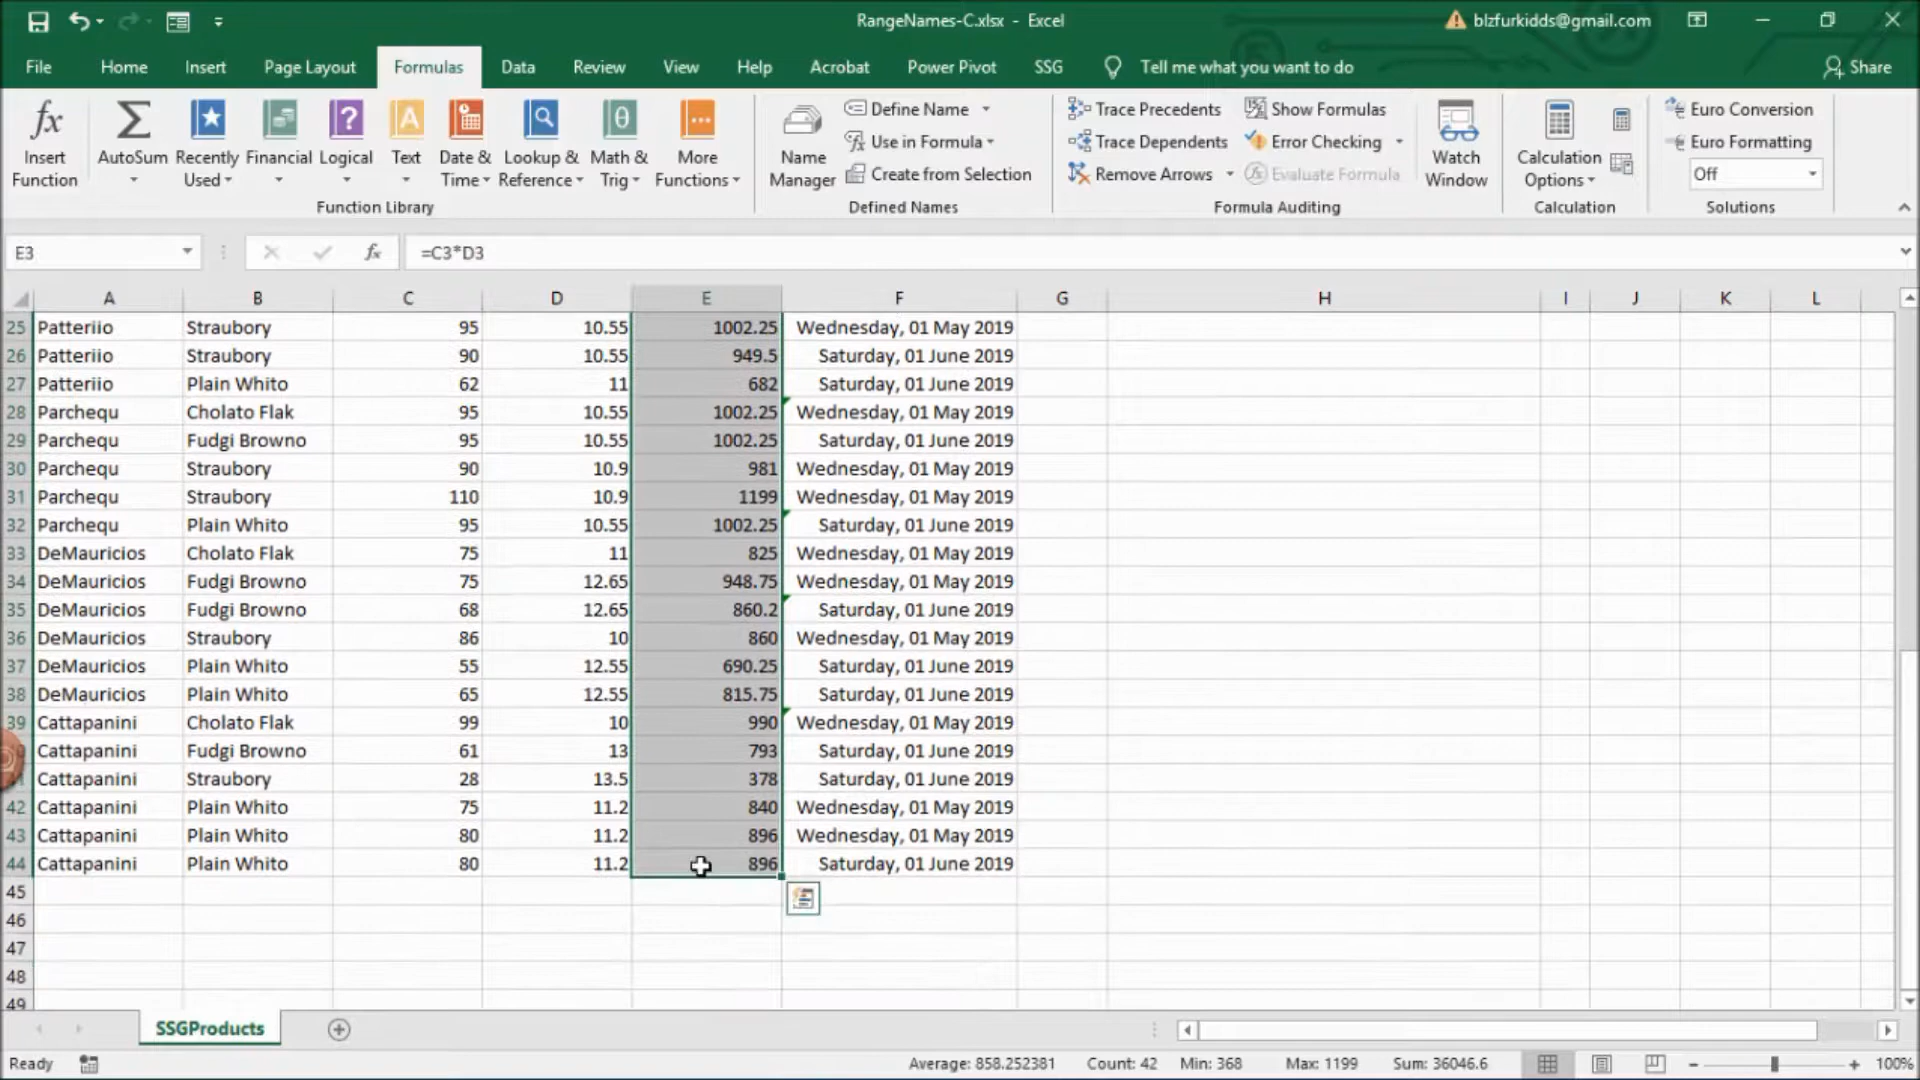 RangeNames-C.xlsx - Excel
blzfurkidds@gmail.com
File Home Insert Page Layout Formulas Data Review View Help Acrobat Power Pivot SSG Tell me what you want to do Share
Insert Function
AutoSum
Recently Used
Financial
Logical
Text
Date & Time
Lookup & Reference
Math & Trig
More Functions
Function Library
Name Manager
Define Name
Use in Formula
Create from Selection
Defined Names
Trace Precedents
Trace Dependents
Remove Arrows
Show Formulas
Error Checking
Evaluate Formula
Formula Auditing
Watch Window
Calculation Options
Calculation
Euro Conversion
Euro Formatting
Off
Solutions
E3 fx =C3*D3
A B C D E F G H I J K L
25 Patteriio Straubory 95 10.55 1002.25 Wednesday, 01 May 2019
26 Patteriio Straubory 90 10.55 949.5 Saturday, 01 June 2019
27 Patteriio Plain Whito 62 11 682 Saturday, 01 June 2019
28 Parchequ Cholato Flak 95 10.55 1002.25 Wednesday, 01 May 2019
29 Parchequ Fudgi Browno 95 10.55 1002.25 Saturday, 01 June 2019
30 Parchequ Straubory 90 10.9 981 Wednesday, 01 May 2019
31 Parchequ Straubory 110 10.9 1199 Wednesday, 01 May 2019
32 Parchequ Plain Whito 95 10.55 1002.25 Saturday, 01 June 2019
33 DeMauricios Cholato Flak 75 11 825 Wednesday, 01 May 2019
34 DeMauricios Fudgi Browno 75 12.65 948.75 Wednesday, 01 May 2019
35 DeMauricios Fudgi Browno 68 12.65 860.2 Saturday, 01 June 2019
36 DeMauricios Straubory 86 10 860 Wednesday, 01 May 2019
37 DeMauricios Plain Whito 55 12.55 690.25 Saturday, 01 June 2019
38 DeMauricios Plain Whito 65 12.55 815.75 Saturday, 01 June 2019
39 Cattapanini Cholato Flak 99 10 990 Wednesday, 01 May 2019
Cattapanini Fudgi Browno 61 13 793 Saturday, 01 June 2019
Cattapanini Straubory 28 13.5 378 Saturday, 01 June 2019
42 Cattapanini Plain Whito 75 11.2 840 Wednesday, 01 May 2019
43 Cattapanini Plain Whito 80 11.2 896 Wednesday, 01 May 2019
44 Cattapanini Plain Whito 80 11.2 896 Saturday, 01 June 2019
45
46
47
48
49
SSGProducts
Ready Average: 858.252381 Count: 42 Min: 368 Max: 1199 Sum: 36046.6 100%